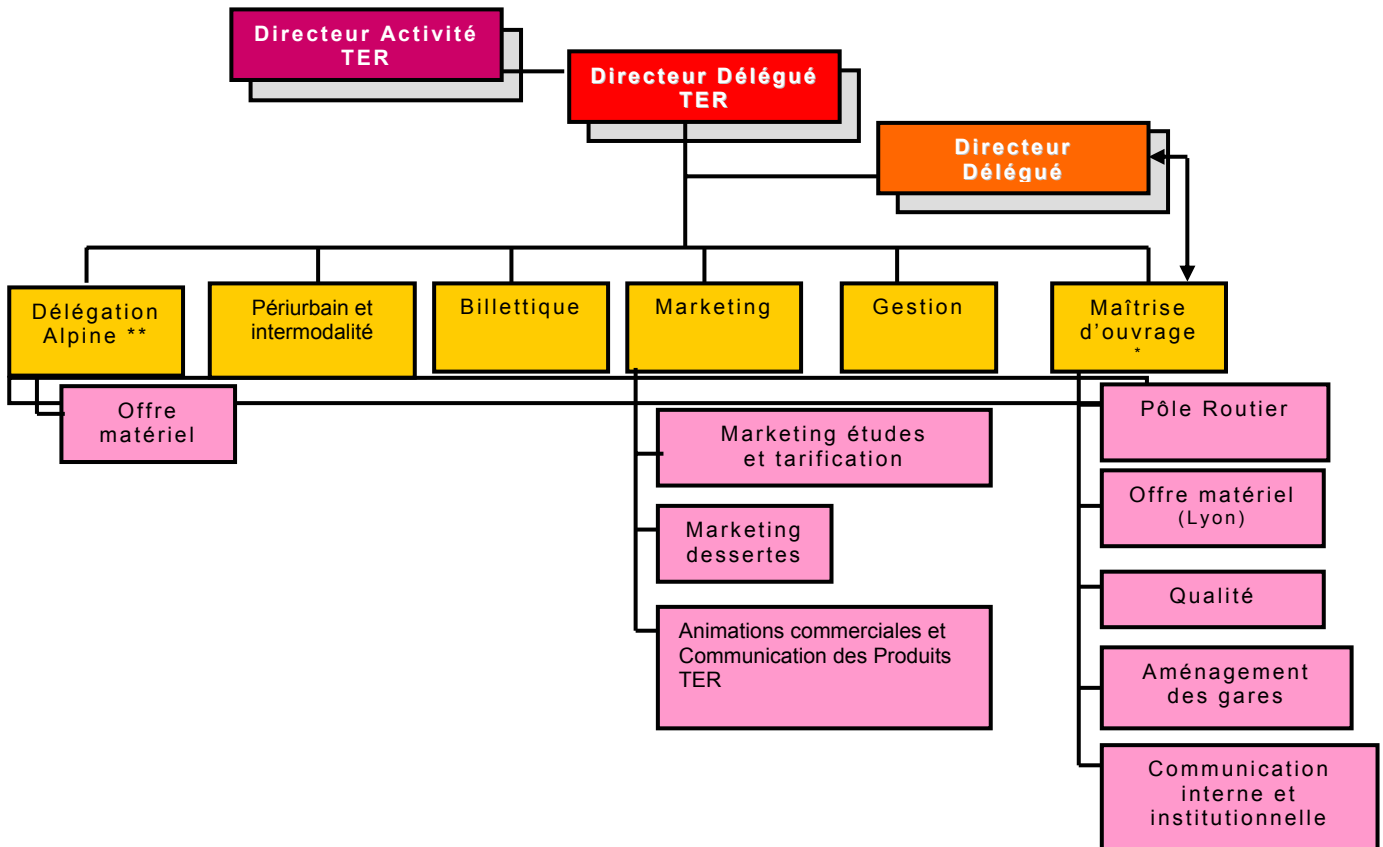 Directeur Activité
TER
Directeur Délégué
TER
Directeur
Délégué
Délégation
Alpine **
Périurbain et
intermodalité
Billettique
Marketing
Gestion
Maîtrise
d'ouvrage
*
Offre
matériel
Marketing études
et tarification
Marketing
dessertes
Animations commerciales et
Communication des Produits
TER
Pôle Routier
Offre matériel
(Lyon)
Qualité
Aménagement
des gares
Communication
interne et
institutionnelle